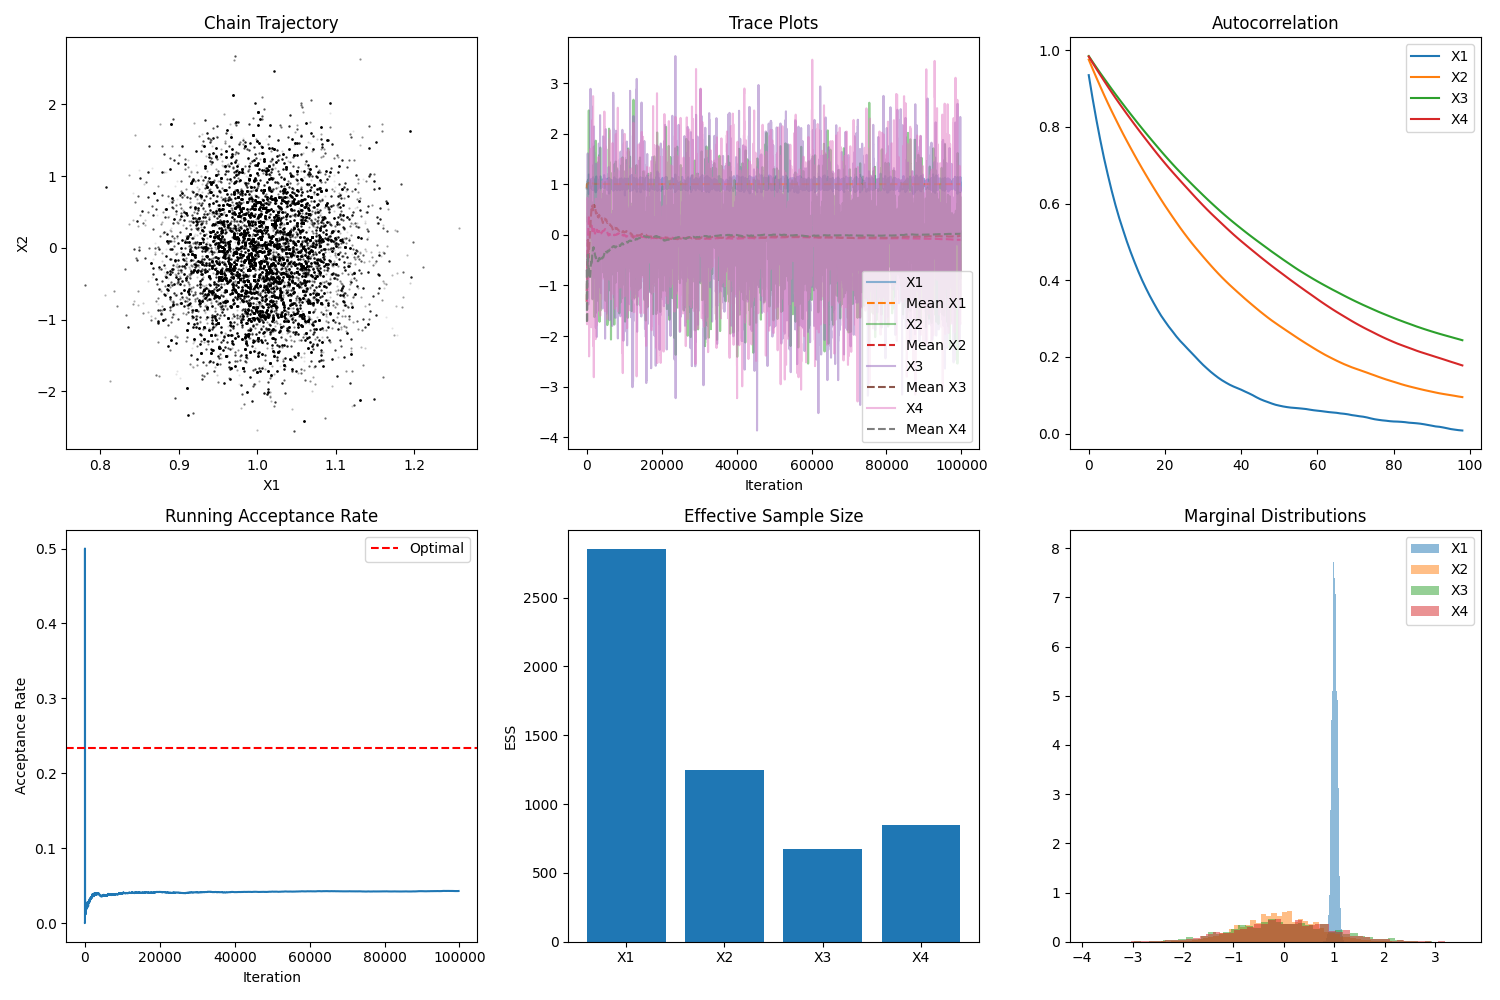 Chain Trajectory
X2
2
1
0
−1
−2
0.8 0.9 1.0 1.1 1.2
X1
Trace Plots
3
2
1
0
−1
−2
−3
−4
X1
Mean X1
X2
Mean X2
X3
Mean X3
X4
Mean X4
0 20000 40000 60000 80000 100000
Iteration
Autocorrelation
1.0
0.8
0.6
0.4
0.2
0.0
X1
X2
X3
X4
0 20 40 60 80 100
Running Acceptance Rate
Acceptance Rate
0.5
0.4
0.3
0.2
0.1
0.0
Optimal
0 20000 40000 60000 80000 100000
Iteration
Effective Sample Size
ESS
2500
2000
1500
1000
500
0
X1 X2 X3 X4
Marginal Distributions
8
7
6
5
4
3
2
1
0
X1
X2
X3
X4
−4 −3 −2 −1 0 1 2 3